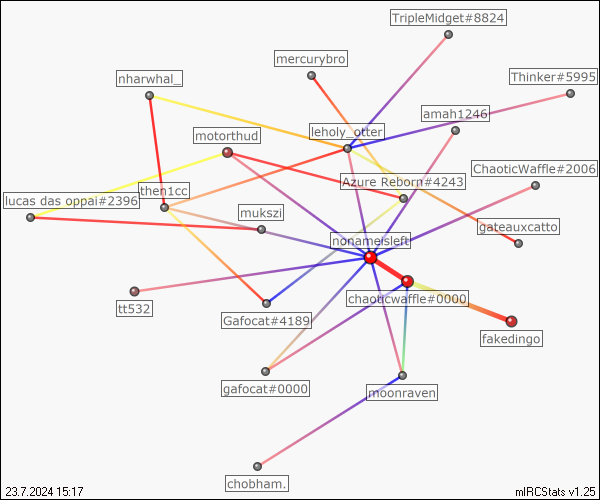 TripleMidget#8824
mercurybro
nharwhal_
Thinker#5995
amah1246
motorthud
leholy_otter
ChaoticWaffle#2006
Azure Reborn#4243
then1cc
lucas das oppai#2396
mukszi
gateauxcatto
nonameisleft
chaoticwaffle#0000
tt532
Gafocat#4189
fakedingo
gafocat#0000
moonraven
chobham.
23.7.2024 15:17
mIRCStats v1.25